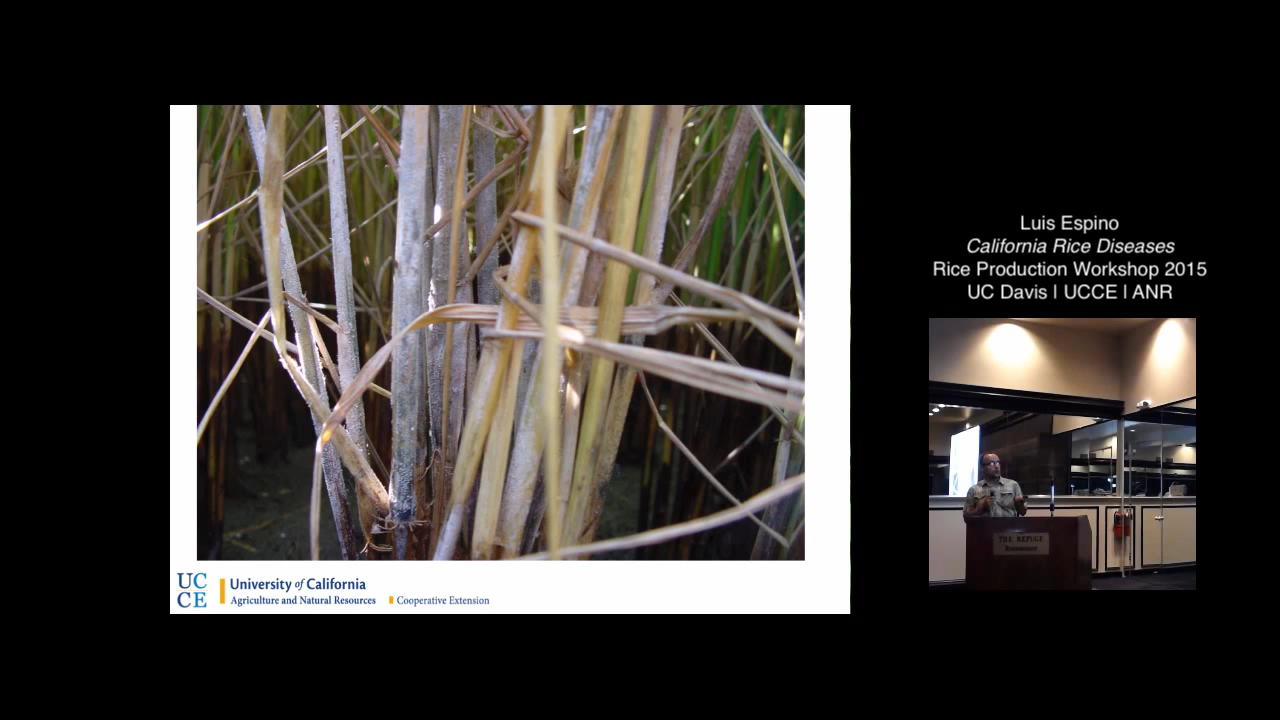 Luis Espino
California Rice Diseases
Rice Production Workshop 2015
UC Davis | UCCE | ANR
THE REFUGE
UC
CE
University of California
Agriculture and Natural Resources
Cooperative Extension